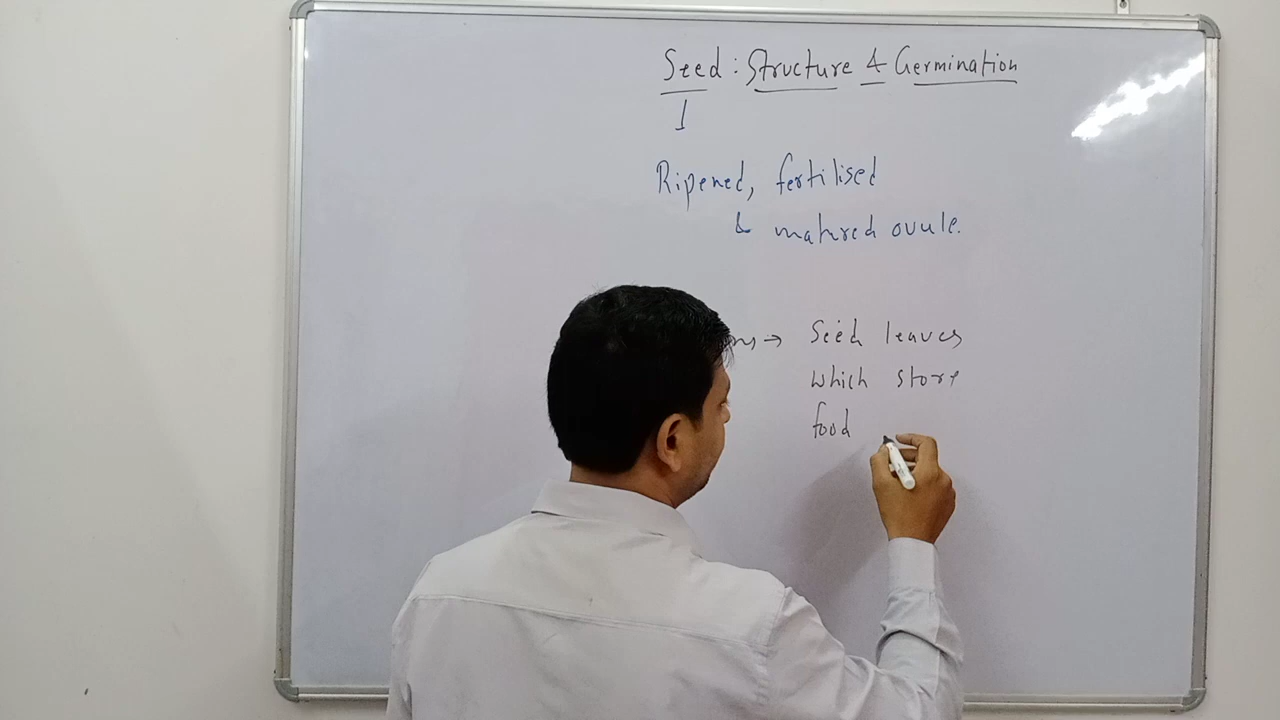 Seed : Structure & Germination
Ripened, fertilised
& matured ovule.
→ Seed leaves
which store
food